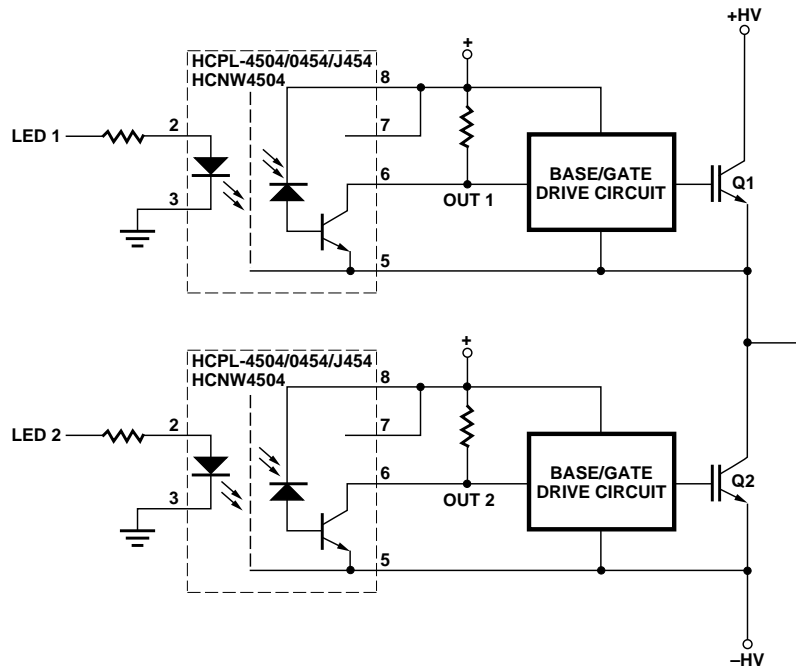 +HV
HCPL-4504/0454/J454
HCNW4504
8
+
LED 1
2
7
BASE/GATE
DRIVE CIRCUIT
Q1
3
6
OUT 1
5
HCPL-4504/0454/J454
HCNW4504
8
+
LED 2
2
7
BASE/GATE
DRIVE CIRCUIT
Q2
3
6
OUT 2
5
–HV